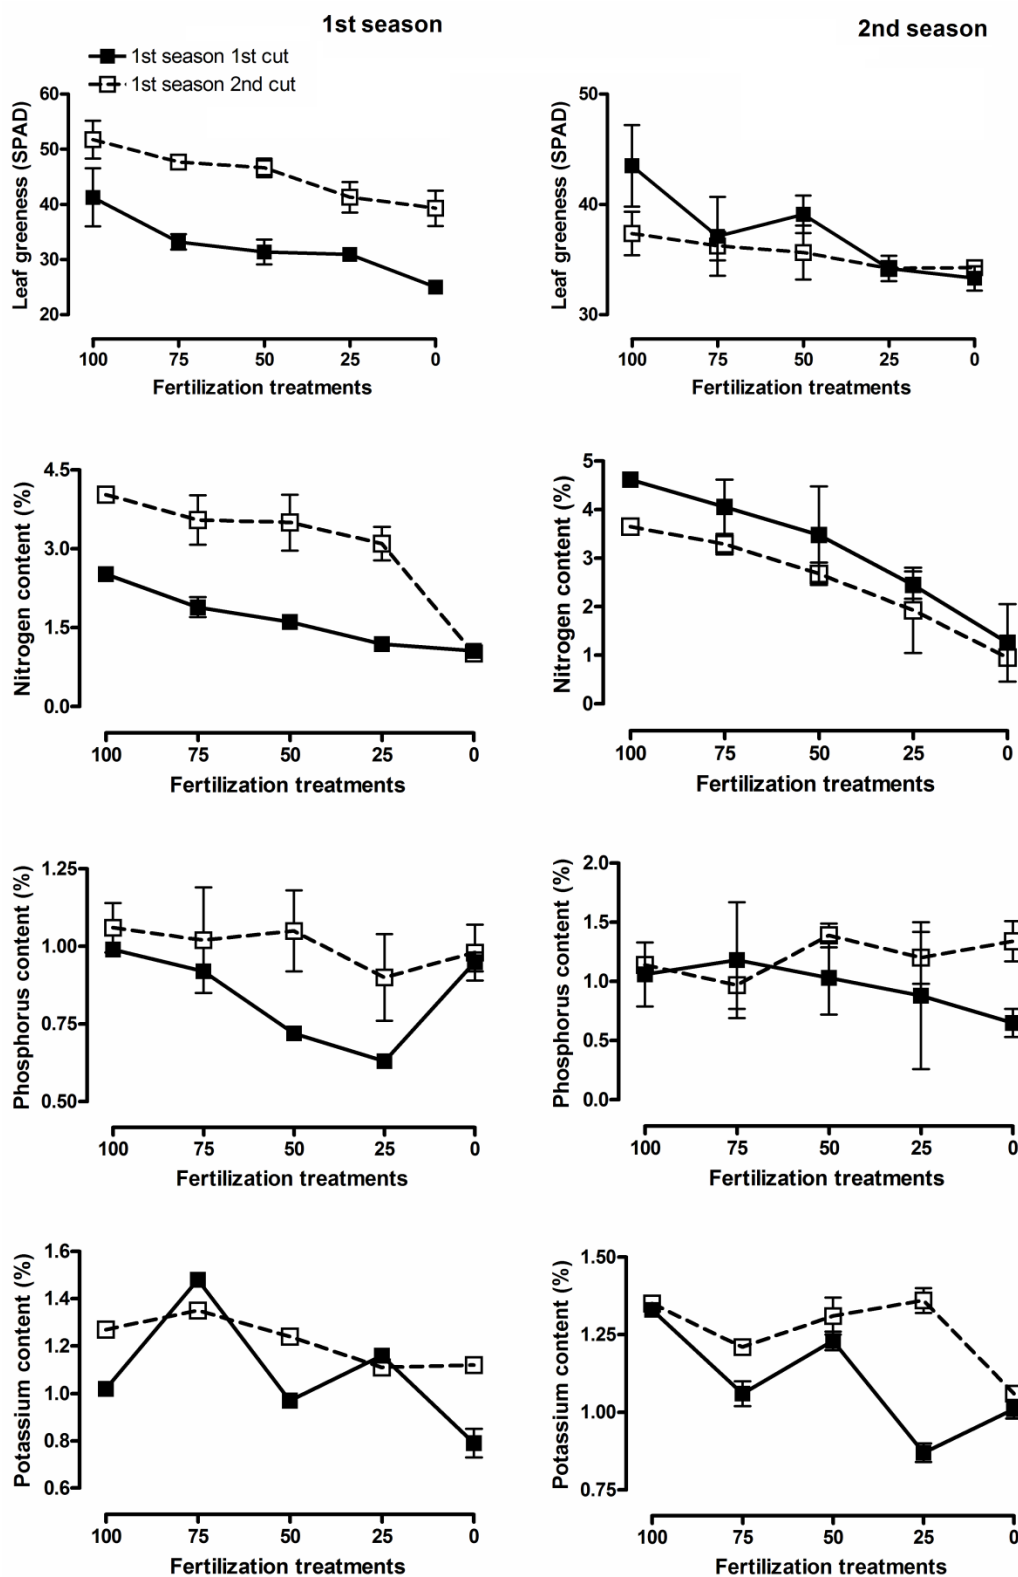 1st season
2nd season
1st season 1st cut
1st season 2nd cut
Leaf greeness (SPAD)
60
50
40
30
20
100 75 50 25 0
Fertilization treatments
Leaf greeness (SPAD)
50
40
30
100 75 50 25 0
Fertilization treatments
Nitrogen content (%)
4.5
3.0
1.5
0.0
100 75 50 25 0
Fertilization treatments
Nitrogen content (%)
5
4
3
2
1
0
100 75 50 25 0
Fertilization treatments
Phosphorus content (%)
1.25
1.00
0.75
0.50
100 75 50 25 0
Fertilization treatments
Phosphorus content (%)
2.0
1.5
1.0
0.5
0.0
100 75 50 25 0
Fertilization treatments
Potassium content (%)
1.6
1.4
1.2
1.0
0.8
0.6
100 75 50 25 0
Fertilization treatments
Potassium content (%)
1.50
1.25
1.00
0.75
100 75 50 25 0
Fertilization treatments